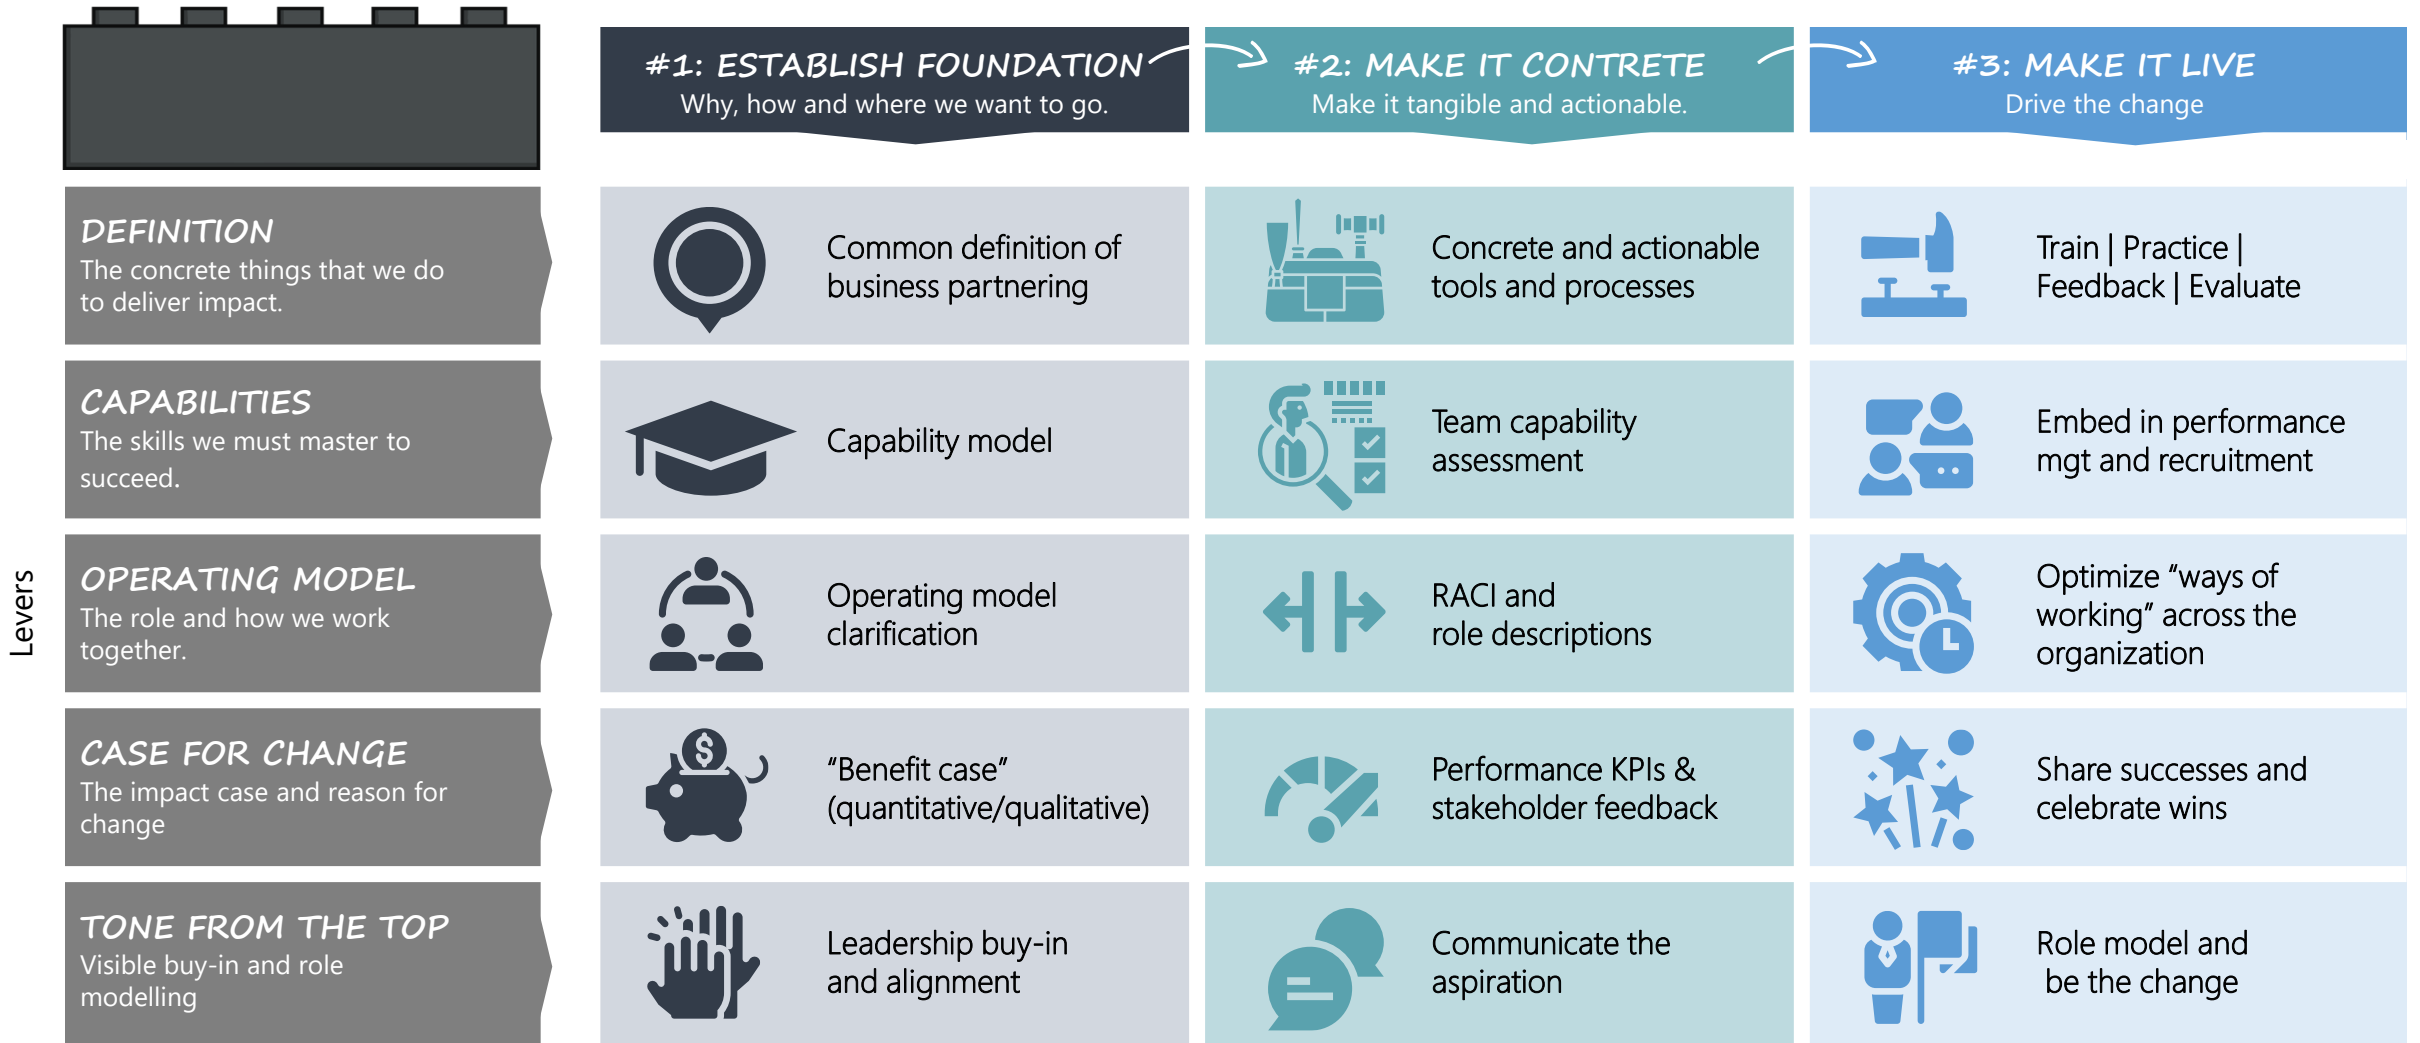 #1: ESTABLISH FOUNDATION
Why, how and where we want to go.
#2: MAKE IT CONTRETE
Make it tangible and actionable.
#3: MAKE IT LIVE
Drive the change
Levers
DEFINITION
The concrete things that we do
to deliver impact.
Common definition of
business partnering
Concrete and actionable
tools and processes
Train | Practice |
Feedback | Evaluate
CAPABILITIES
The skills we must master to
succeed.
Capability model
Team capability
assessment
Embed in performance
mgt and recruitment
OPERATING MODEL
The role and how we work
together.
Operating model
clarification
RACI and
role descriptions
Optimize “ways of
working” across the
organization
CASE FOR CHANGE
The impact case and reason for
change
$
“Benefit case”
(quantitative/qualitative)
Performance KPIs &
stakeholder feedback
Share successes and
celebrate wins
TONE FROM THE TOP
Visible buy-in and role
modelling
Leadership buy-in
and alignment
Communicate the
aspiration
Role model and
be the change